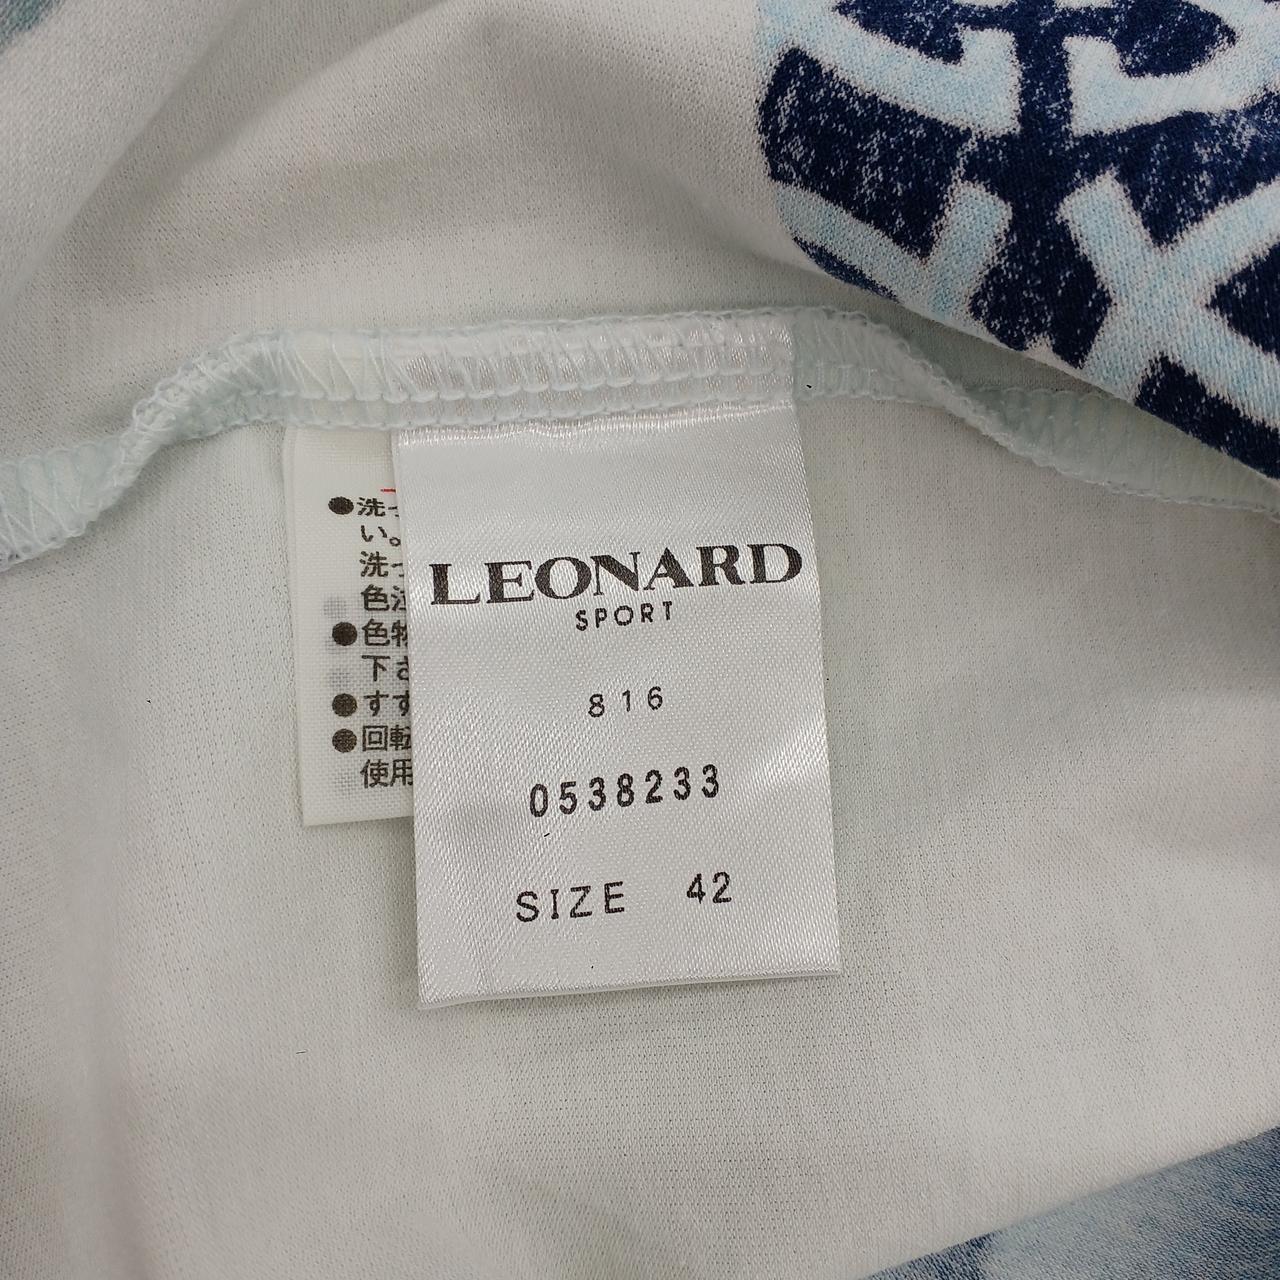 LEONARD
SPORT
816
0538233
SIZE 42
●洗っ
い。
洗っ
色
●色物
下さ
●すす
●回転
使用